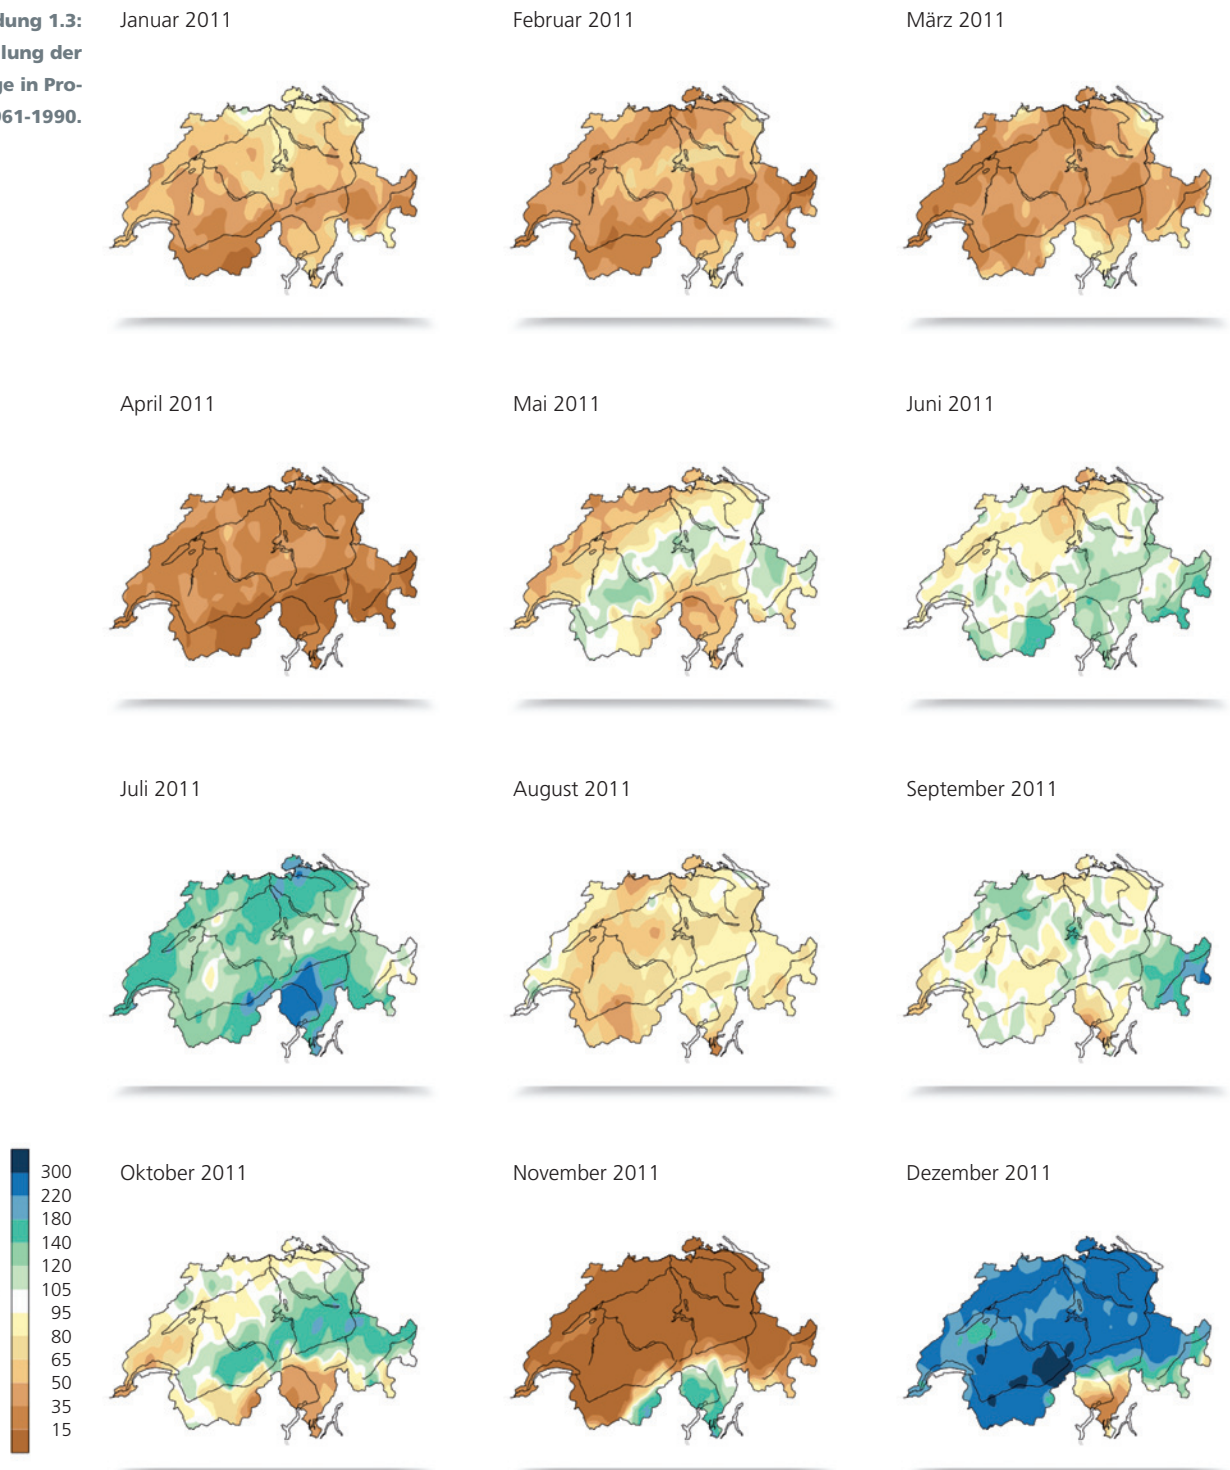 dung 1.3:
lung der
ge in Pro-
961-1990.
Januar 2011
Februar 2011
März 2011
April 2011
Mai 2011
Juni 2011
Juli 2011
August 2011
September 2011
Oktober 2011
November 2011
Dezember 2011
300
220
180
140
120
105
95
80
65
50
35
15